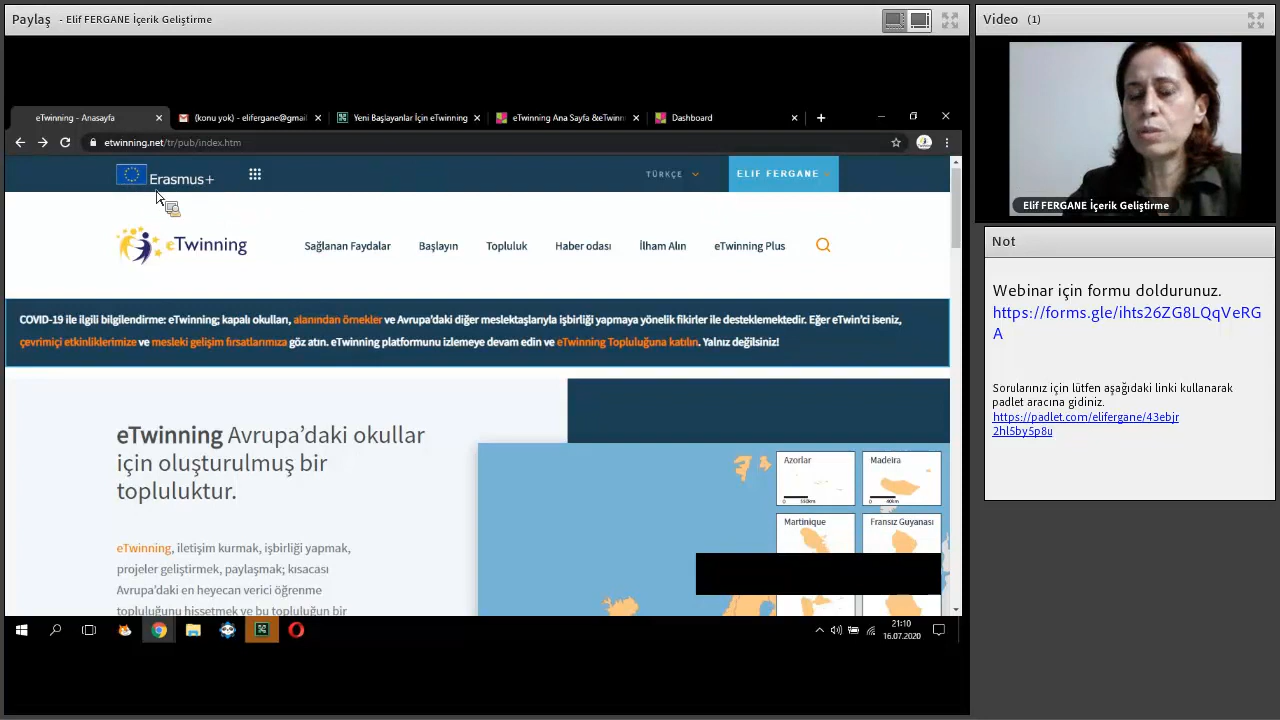 Paylaş - Elif FERGANE İçerik Geliştirme
eTwinning - Anasayfa
(konu yok) - elifergane@gmai
Yeni Başlayanlar İçin eTwinning
eTwinning Ana Sayfa &eTwinn
Dashboard
etwinning.net/tr/pub/index.htm
Erasmus+
TÜRKÇE
ELIF FERGANE
eTwinning
Sağlanan Faydalar
Başlayın
Topluluk
Haber odası
İlham Alın
eTwinning Plus
COVID-19 ile ilgili bilgilendirme: eTwinning; kapalı okulları, alanından örnekler ve Avrupa’daki diğer meslektaşlarıyla işbirliği yapmaya yönelik fikirler ile desteklemektedir. Eğer eTwin'ci iseniz,
çevrimiçi etkinliklerimize ve mesleki gelişim fırsatlarımıza göz atın. eTwinning platformunu izlemeye devam edin ve eTwinning Topluluğuna katılın. Yalnız değilsiniz!
eTwinning Avrupa’daki okullar
için oluşturulmuş bir
topluluktur.
eTwinning, iletişim kurmak, işbirliği yapmak,
projeler geliştirmek, paylaşmak; kısacası
Avrupa’daki en heyecan verici öğrenme
topluluğunu hissetmek ve bu topluluğun bir
Azorlar
Madeira
Martinique
Fransız Guyanası
21:10
16.07.2020
Video (1)
Elif FERGANE İçerik Geliştirme
Not
Webinar için formu doldurunuz.
https://forms.gle/ihts26ZG8LQqVeRG
A
Sorularınız için lütfen aşağıdaki linki kullanarak
padlet aracına gidiniz.
https://padlet.com/elifergane/43ebjr
2hl5by5p8u